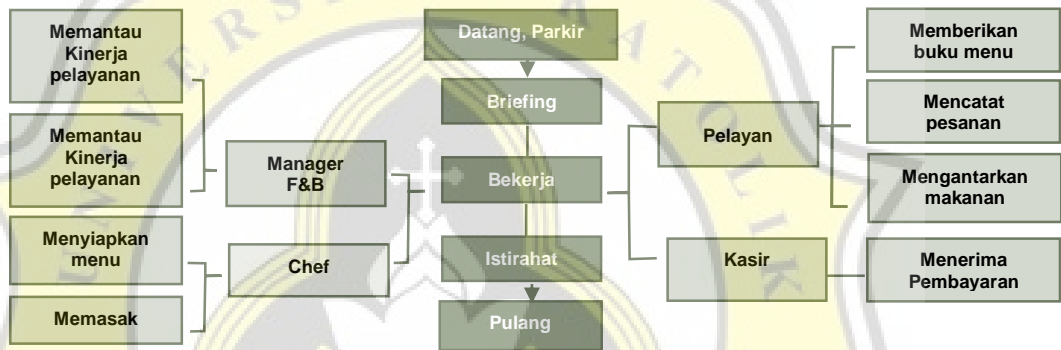 Memantau
Kinerja
pelayanan
Memantau
Kinerja
pelayanan
Menyiapkan
menu
Memasak
Manager
F&B
Chef
Datang, Parkir
Briefing
Bekerja
Istirahat
Pulang
Pelayan
Kasir
Memberikan
buku menu
Mencatat
pesanan
Mengantarkan
makanan
Menerima
Pembayaran